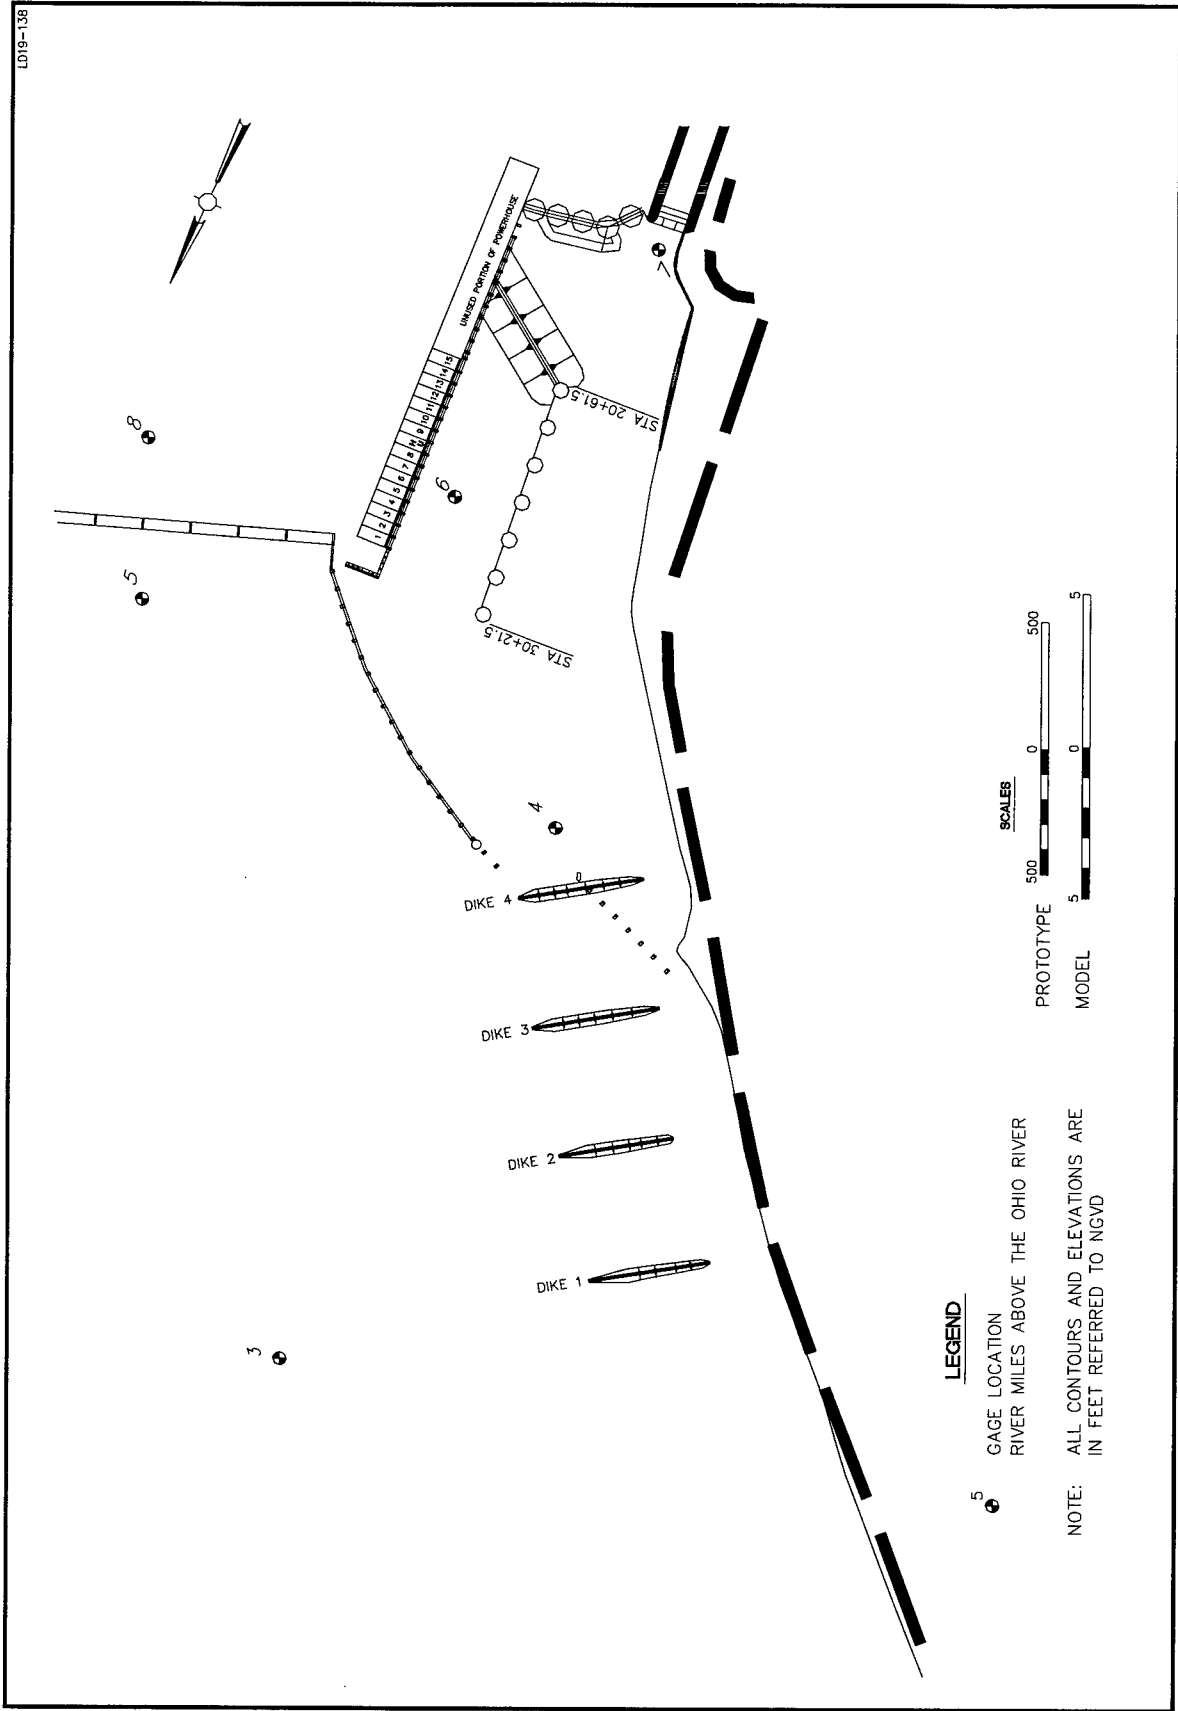 LD19-138
8
5
3
6
4
7
1 2 3 4 5 6 7 8 9 10 11 12 13 14 15
UNUSED PORTION OF POWERHOUSE
STA 20+61.5
STA 30+21.5
DIKE 4
DIKE 3
DIKE 2
DIKE 1
LEGEND
5
GAGE LOCATION
RIVER MILES ABOVE THE OHIO RIVER
NOTE: ALL CONTOURS AND ELEVATIONS ARE
IN FEET REFERRED TO NGVD
SCALES
PROTOTYPE 500 0 500
MODEL 5 0 5